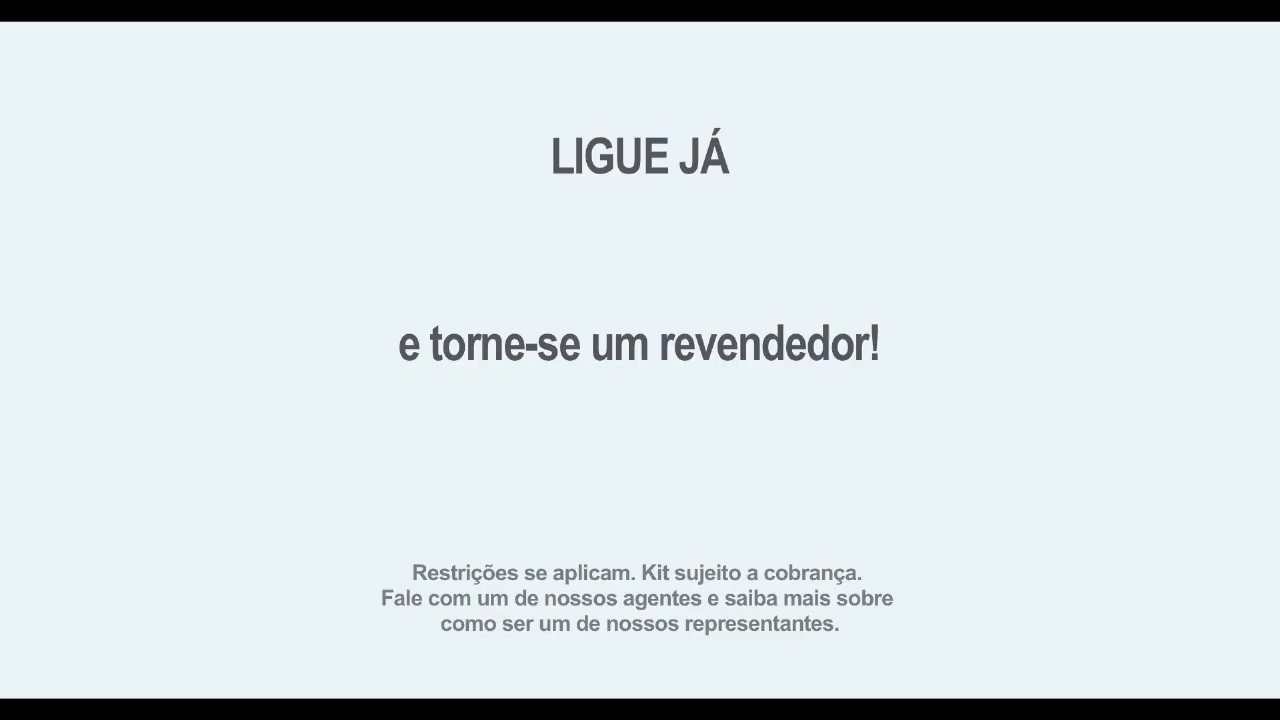 LIGUE JÁ
e torne-se um revendedor!
Restrições se aplicam. Kit sujeito a cobrança.
Fale com um de nossos agentes e saiba mais sobre
como ser um de nossos representantes.